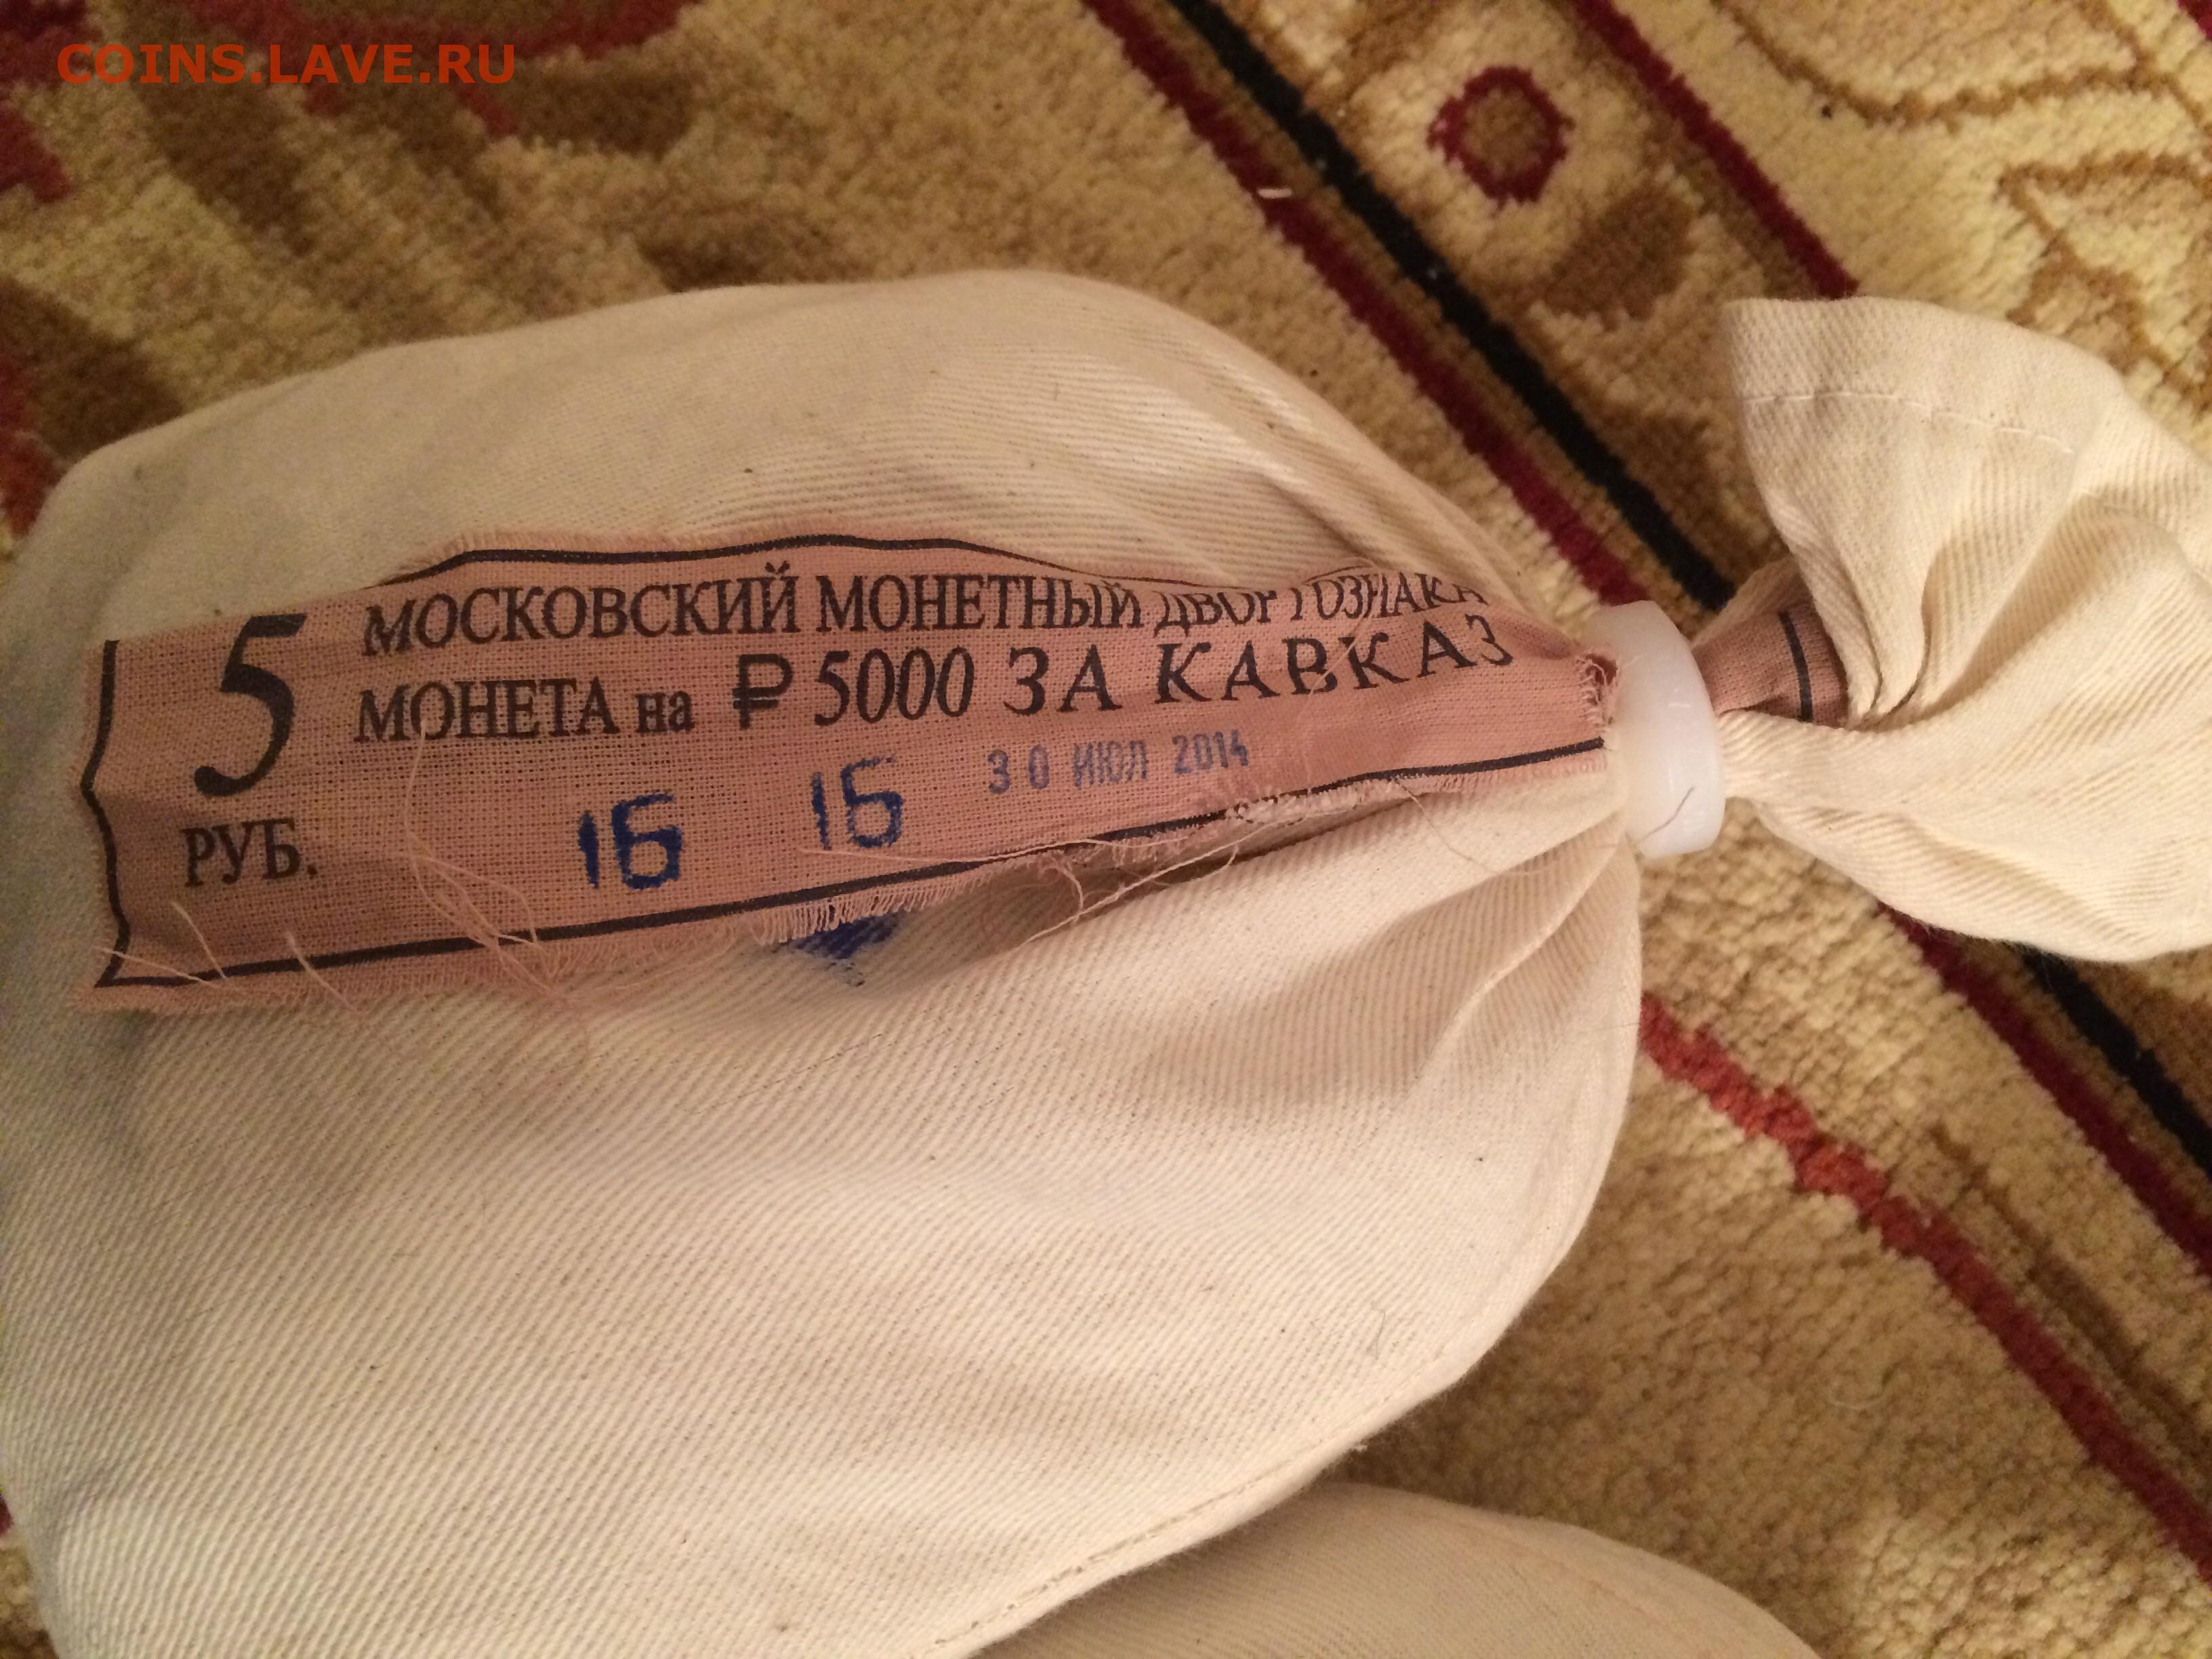 COINS.LAVE.RU
5 РУБ.
МОСКОВСКИЙ МОНЕТНЫЙ ДВОР ГОЗНАКА
МОНЕТА на ₽ 5000 ЗА КАВКАЗ
16 16 30 ИЮЛ 2014